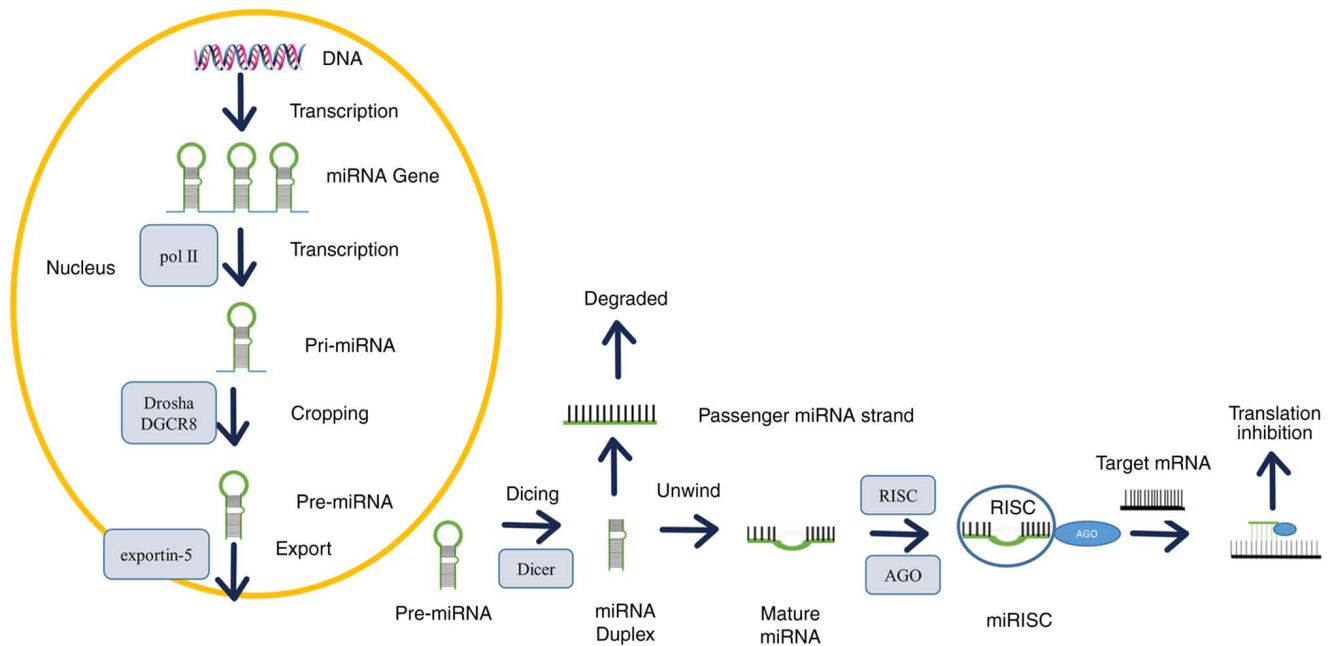 DNA
Transcription
miRNA Gene
pol II
Transcription
Nucleus
Pri-miRNA
Drosha
DGCR8
Cropping
Pre-miRNA
exportin-5
Export
Pre-miRNA
Dicing
Dicer
Degraded
Passenger miRNA strand
miRNA
Duplex
Unwind
Mature
miRNA
RISC
AGO
RISC
AGO
miRISC
Target mRNA
Translation
inhibition